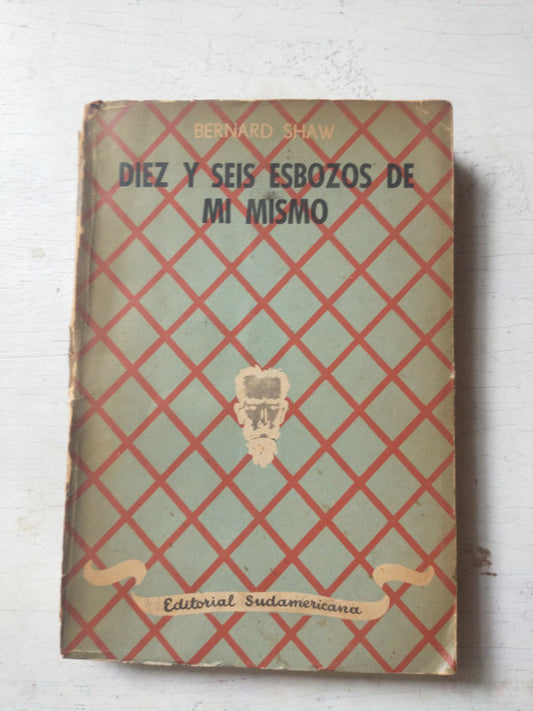 BERNARD SHAW
DIEZ Y SEIS ESBOZOS DE
MI MISMO
Editorial Sudamericana